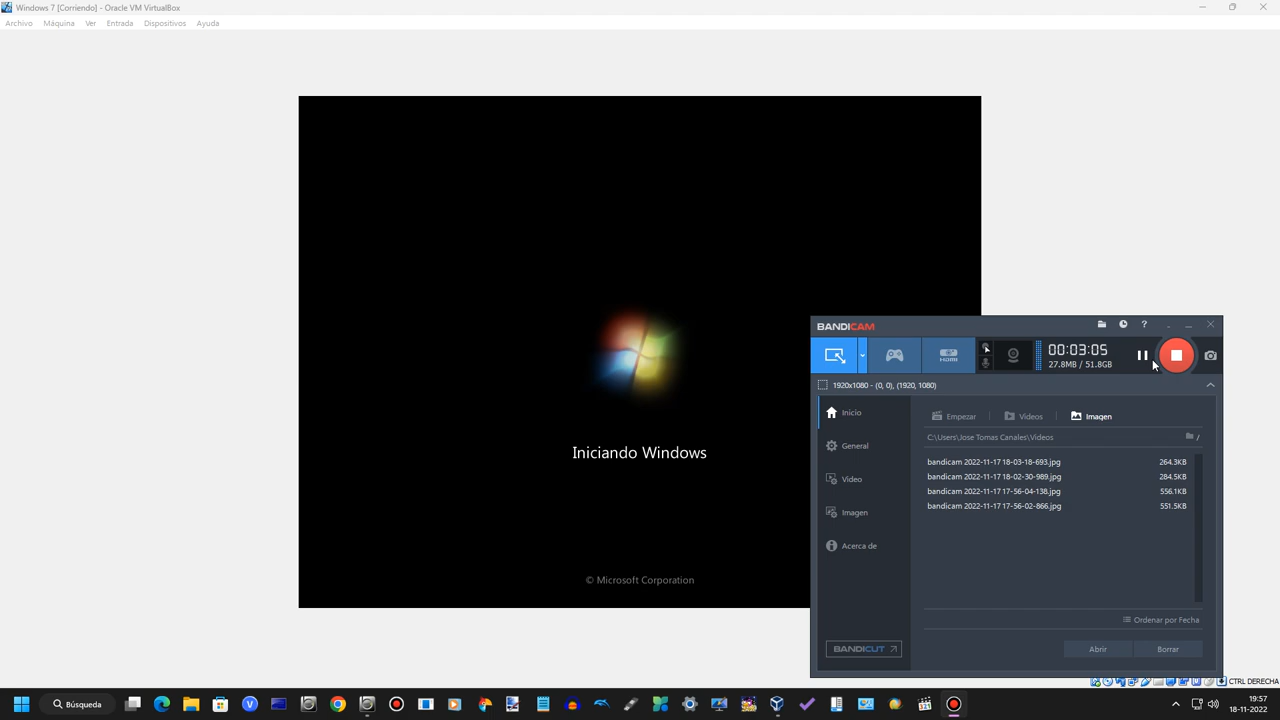 Windows 7 [Corriendo] - Oracle VM VirtualBox
Archivo Máquina Ver Entrada Dispositivos Ayuda
Iniciando Windows
© Microsoft Corporation
BANDICAM
HDMI
00:03:05
27.8MB / 51.8GB
1920x1080 - (0, 0), (1920, 1080)
Inicio
General
Video
Imagen
Acerca de
BANDICUT
Empezar Videos Imagen
C:\Users\Jose Tomas Canales\Videos
bandicam 2022-11-17 18-03-18-693.jpg 264.3KB
bandicam 2022-11-17 18-02-30-989.jpg 284.5KB
bandicam 2022-11-17 17-56-04-138.jpg 556.1KB
bandicam 2022-11-17 17-56-02-866.jpg 551.5KB
Ordenar por Fecha
Abrir Borrar
CTRL DERECHA
Búsqueda
19:57
18-11-2022